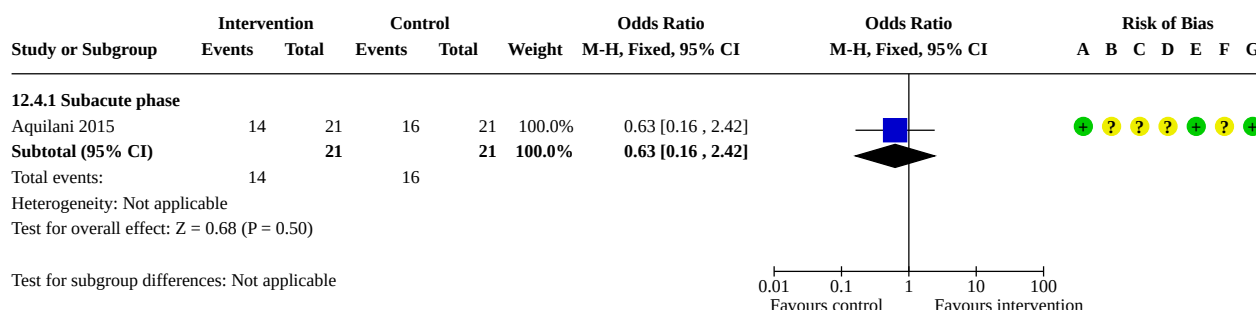 Intervention Control Odds Ratio Odds Ratio Risk of Bias
Study or Subgroup Events Total Events Total Weight M-H, Fixed, 95% CI M-H, Fixed, 95% CI A B C D E F G
12.4.1 Subacute phase
Aquilani 2015 14 21 16 21 100.0% 0.63 [0.16 , 2.42] + ? ? ? + ? +
Subtotal (95% CI) 21 21 100.0% 0.63 [0.16 , 2.42]
Total events: 14 16
Heterogeneity: Not applicable
Test for overall effect: Z = 0.68 (P = 0.50)
Test for subgroup differences: Not applicable
0.01 0.1 1 10 100
Favours control Favours intervention